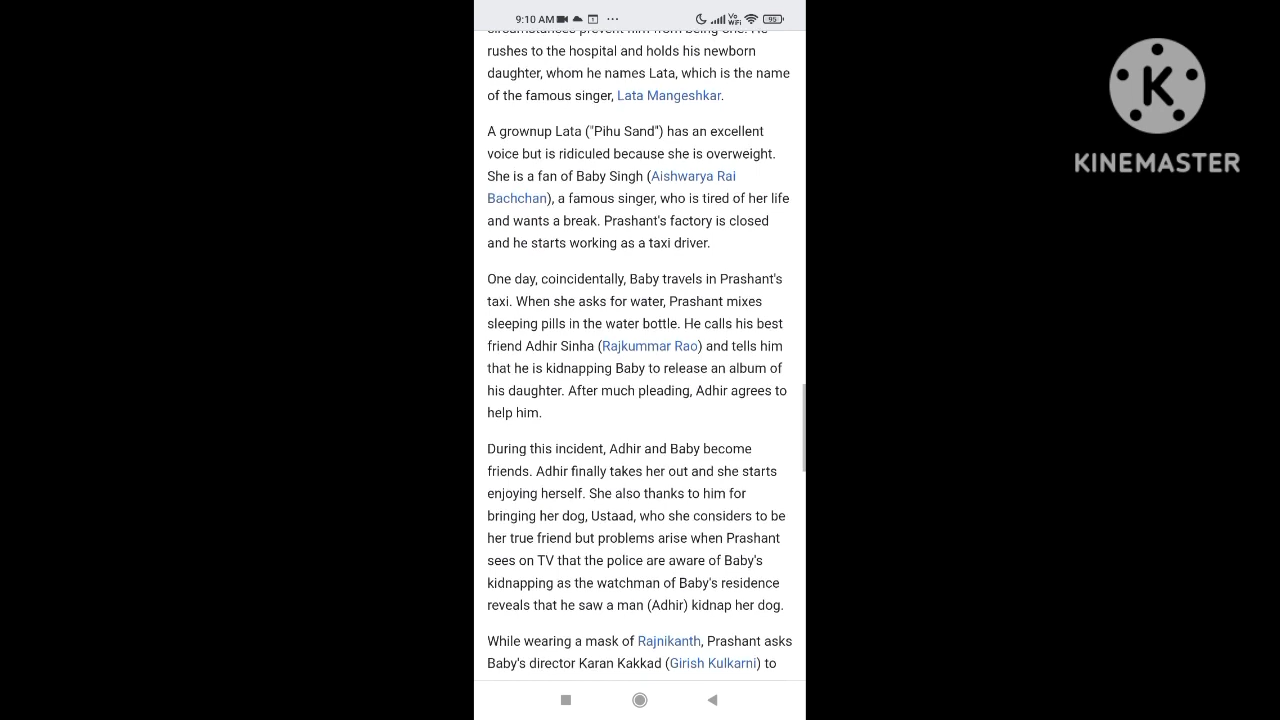 9:10 AM
Vo
WiFi
95
circumstances prevent him from being one. He
rushes to the hospital and holds his newborn
daughter, whom he names Lata, which is the name
of the famous singer, Lata Mangeshkar.
A grownup Lata ("Pihu Sand") has an excellent
voice but is ridiculed because she is overweight.
She is a fan of Baby Singh (Aishwarya Rai
Bachchan), a famous singer, who is tired of her life
and wants a break. Prashant's factory is closed
and he starts working as a taxi driver.
One day, coincidentally, Baby travels in Prashant's
taxi. When she asks for water, Prashant mixes
sleeping pills in the water bottle. He calls his best
friend Adhir Sinha (Rajkummar Rao) and tells him
that he is kidnapping Baby to release an album of
his daughter. After much pleading, Adhir agrees to
help him.
During this incident, Adhir and Baby become
friends. Adhir finally takes her out and she starts
enjoying herself. She also thanks to him for
bringing her dog, Ustaad, who she considers to be
her true friend but problems arise when Prashant
sees on TV that the police are aware of Baby's
kidnapping as the watchman of Baby's residence
reveals that he saw a man (Adhir) kidnap her dog.
While wearing a mask of Rajnikanth, Prashant asks
Baby's director Karan Kakkad (Girish Kulkarni) to
K
KINEMASTER